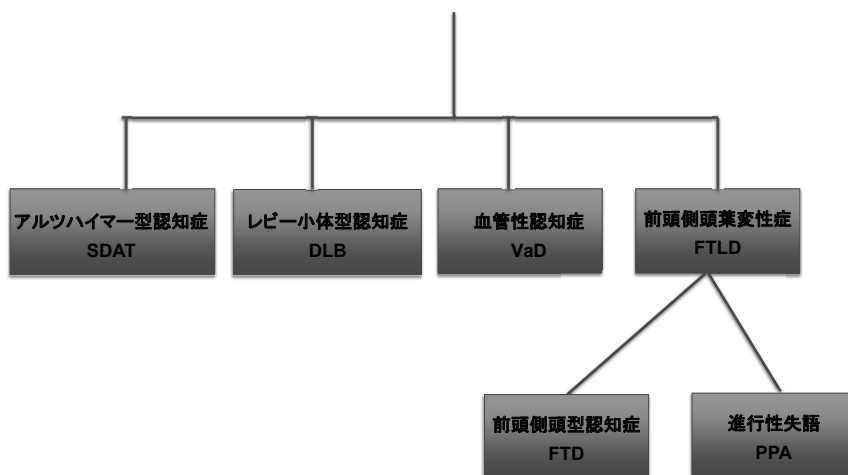 アルツハイマー型認知症
SDAT
レビー小体型認知症
DLB
血管性認知症
VaD
前頭側頭葉変性症
FTLD
前頭側頭型認知症
FTD
進行性失語
PPA